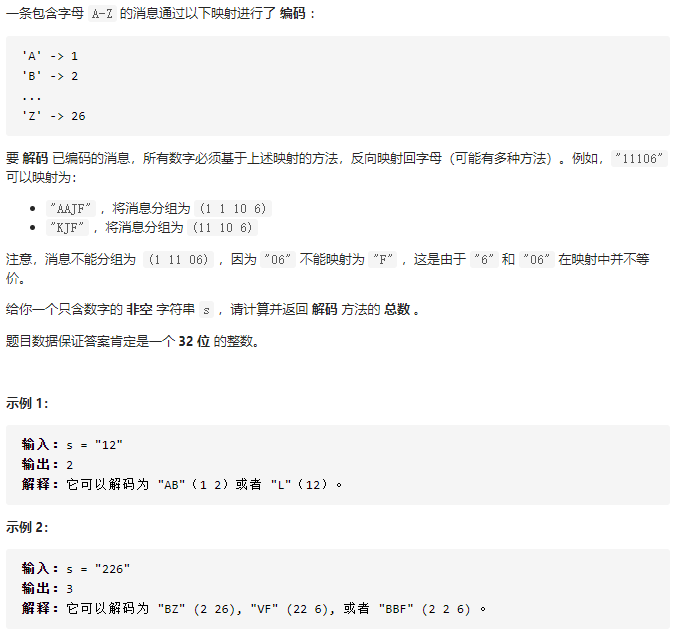 一条包含字母 A-Z 的消息通过以下映射进行了 编码 :
'A' -> 1
'B' -> 2
...
'Z' -> 26
要 解码 已编码的消息，所有数字必须基于上述映射的方法，反向映射回字母（可能有多种方法）。例如，"11106"
可以映射为：
• "AAJF" ，将消息分组为 (1 1 10 6)
• "KJF" ，将消息分组为 (11 10 6)
注意，消息不能分组为 (1 11 06) ，因为 "06" 不能映射为 "F" ，这是由于 "6" 和 "06" 在映射中并不等
价。
给你一个只含数字的 非空 字符串 s ，请计算并返回 解码 方法的 总数 。
题目数据保证答案肯定是一个 32 位 的整数。
示例 1：
输入：s = "12"
输出：2
解释：它可以解码为 "AB"（1 2）或者 "L"（12）。
示例 2：
输入：s = "226"
输出：3
解释：它可以解码为 "BZ" (2 26), "VF" (22 6), 或者 "BBF" (2 2 6) 。